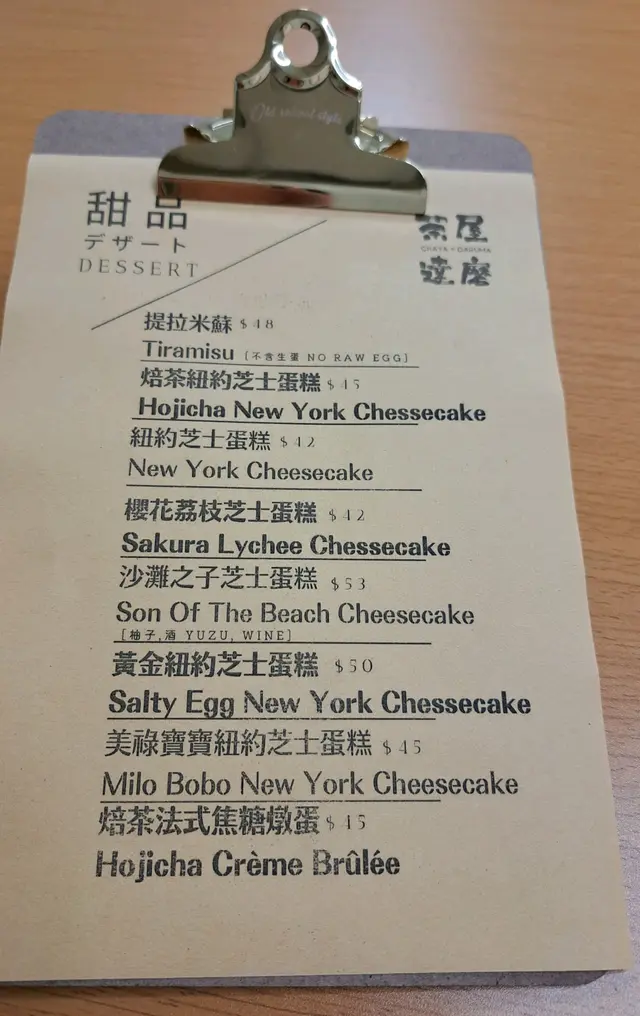 Old school style
甜品
デザート
DESSERT
茶屋
CHAYA・DARUMA
達磨
提拉米蘇 $48
Tiramisu [不含生蛋 NO RAW EGG]
焙茶紐約芝士蛋糕 $45
Hojicha New York Chessecake
紐約芝士蛋糕 $42
New York Cheesecake
櫻花荔枝芝士蛋糕 $42
Sakura Lychee Chessecake
沙灘之子芝士蛋糕 $53
Son Of The Beach Cheesecake
[柚子,酒 YUZU, WINE]
黃金紐約芝士蛋糕 $50
Salty Egg New York Chessecake
美祿寶寶紐約芝士蛋糕 $45
Milo Bobo New York Cheesecake
焙茶法式焦糖燉蛋 $45
Hojicha Crème Brûlée